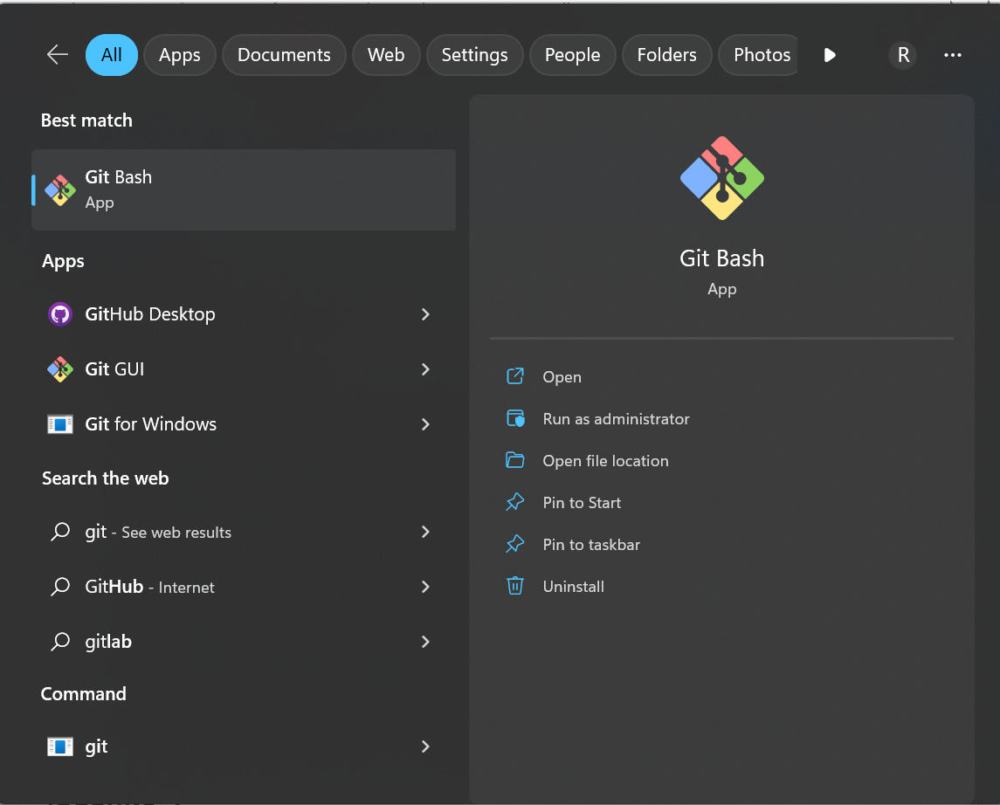 All
Apps
Documents
Web
Settings
People
Folders
Photos
R
Best match
Git Bash
App
Apps
GitHub Desktop
Git GUI
Git for Windows
Search the web
git - See web results
GitHub - Internet
gitlab
Command
git
Git Bash
App
Open
Run as administrator
Open file location
Pin to Start
Pin to taskbar
Uninstall